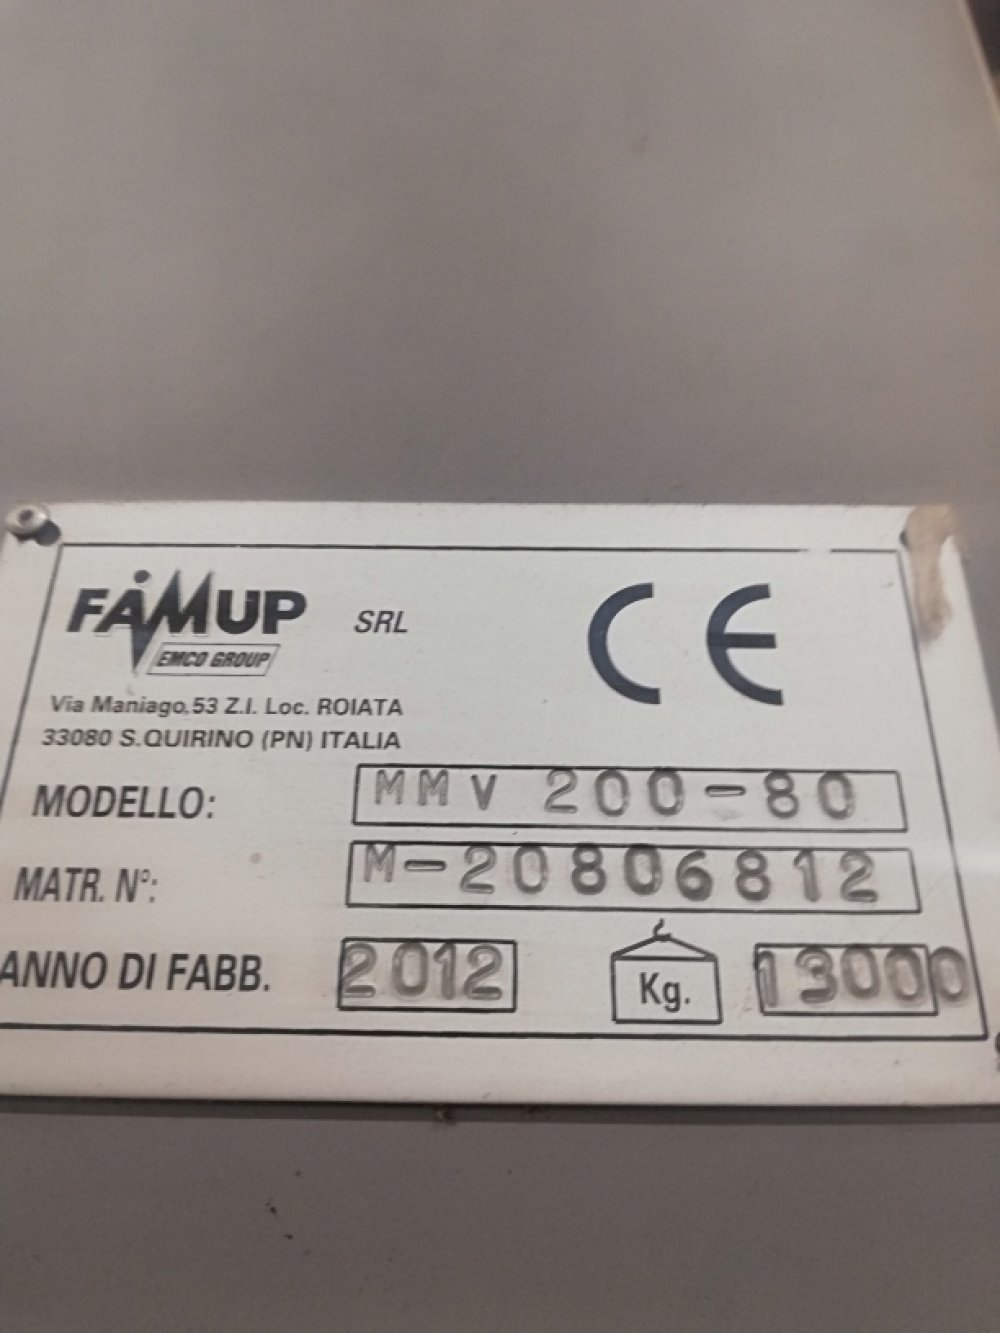 FAMUP SRL CE
EMCO GROUP
Via Maniago,53 Z.I. Loc. ROIATA
33080 S.QUIRINO (PN) ITALIA
MODELLO: MMV 200-80
MATR. Nº: M-20806812
ANNO DI FABB. 2012 Kg. 13000